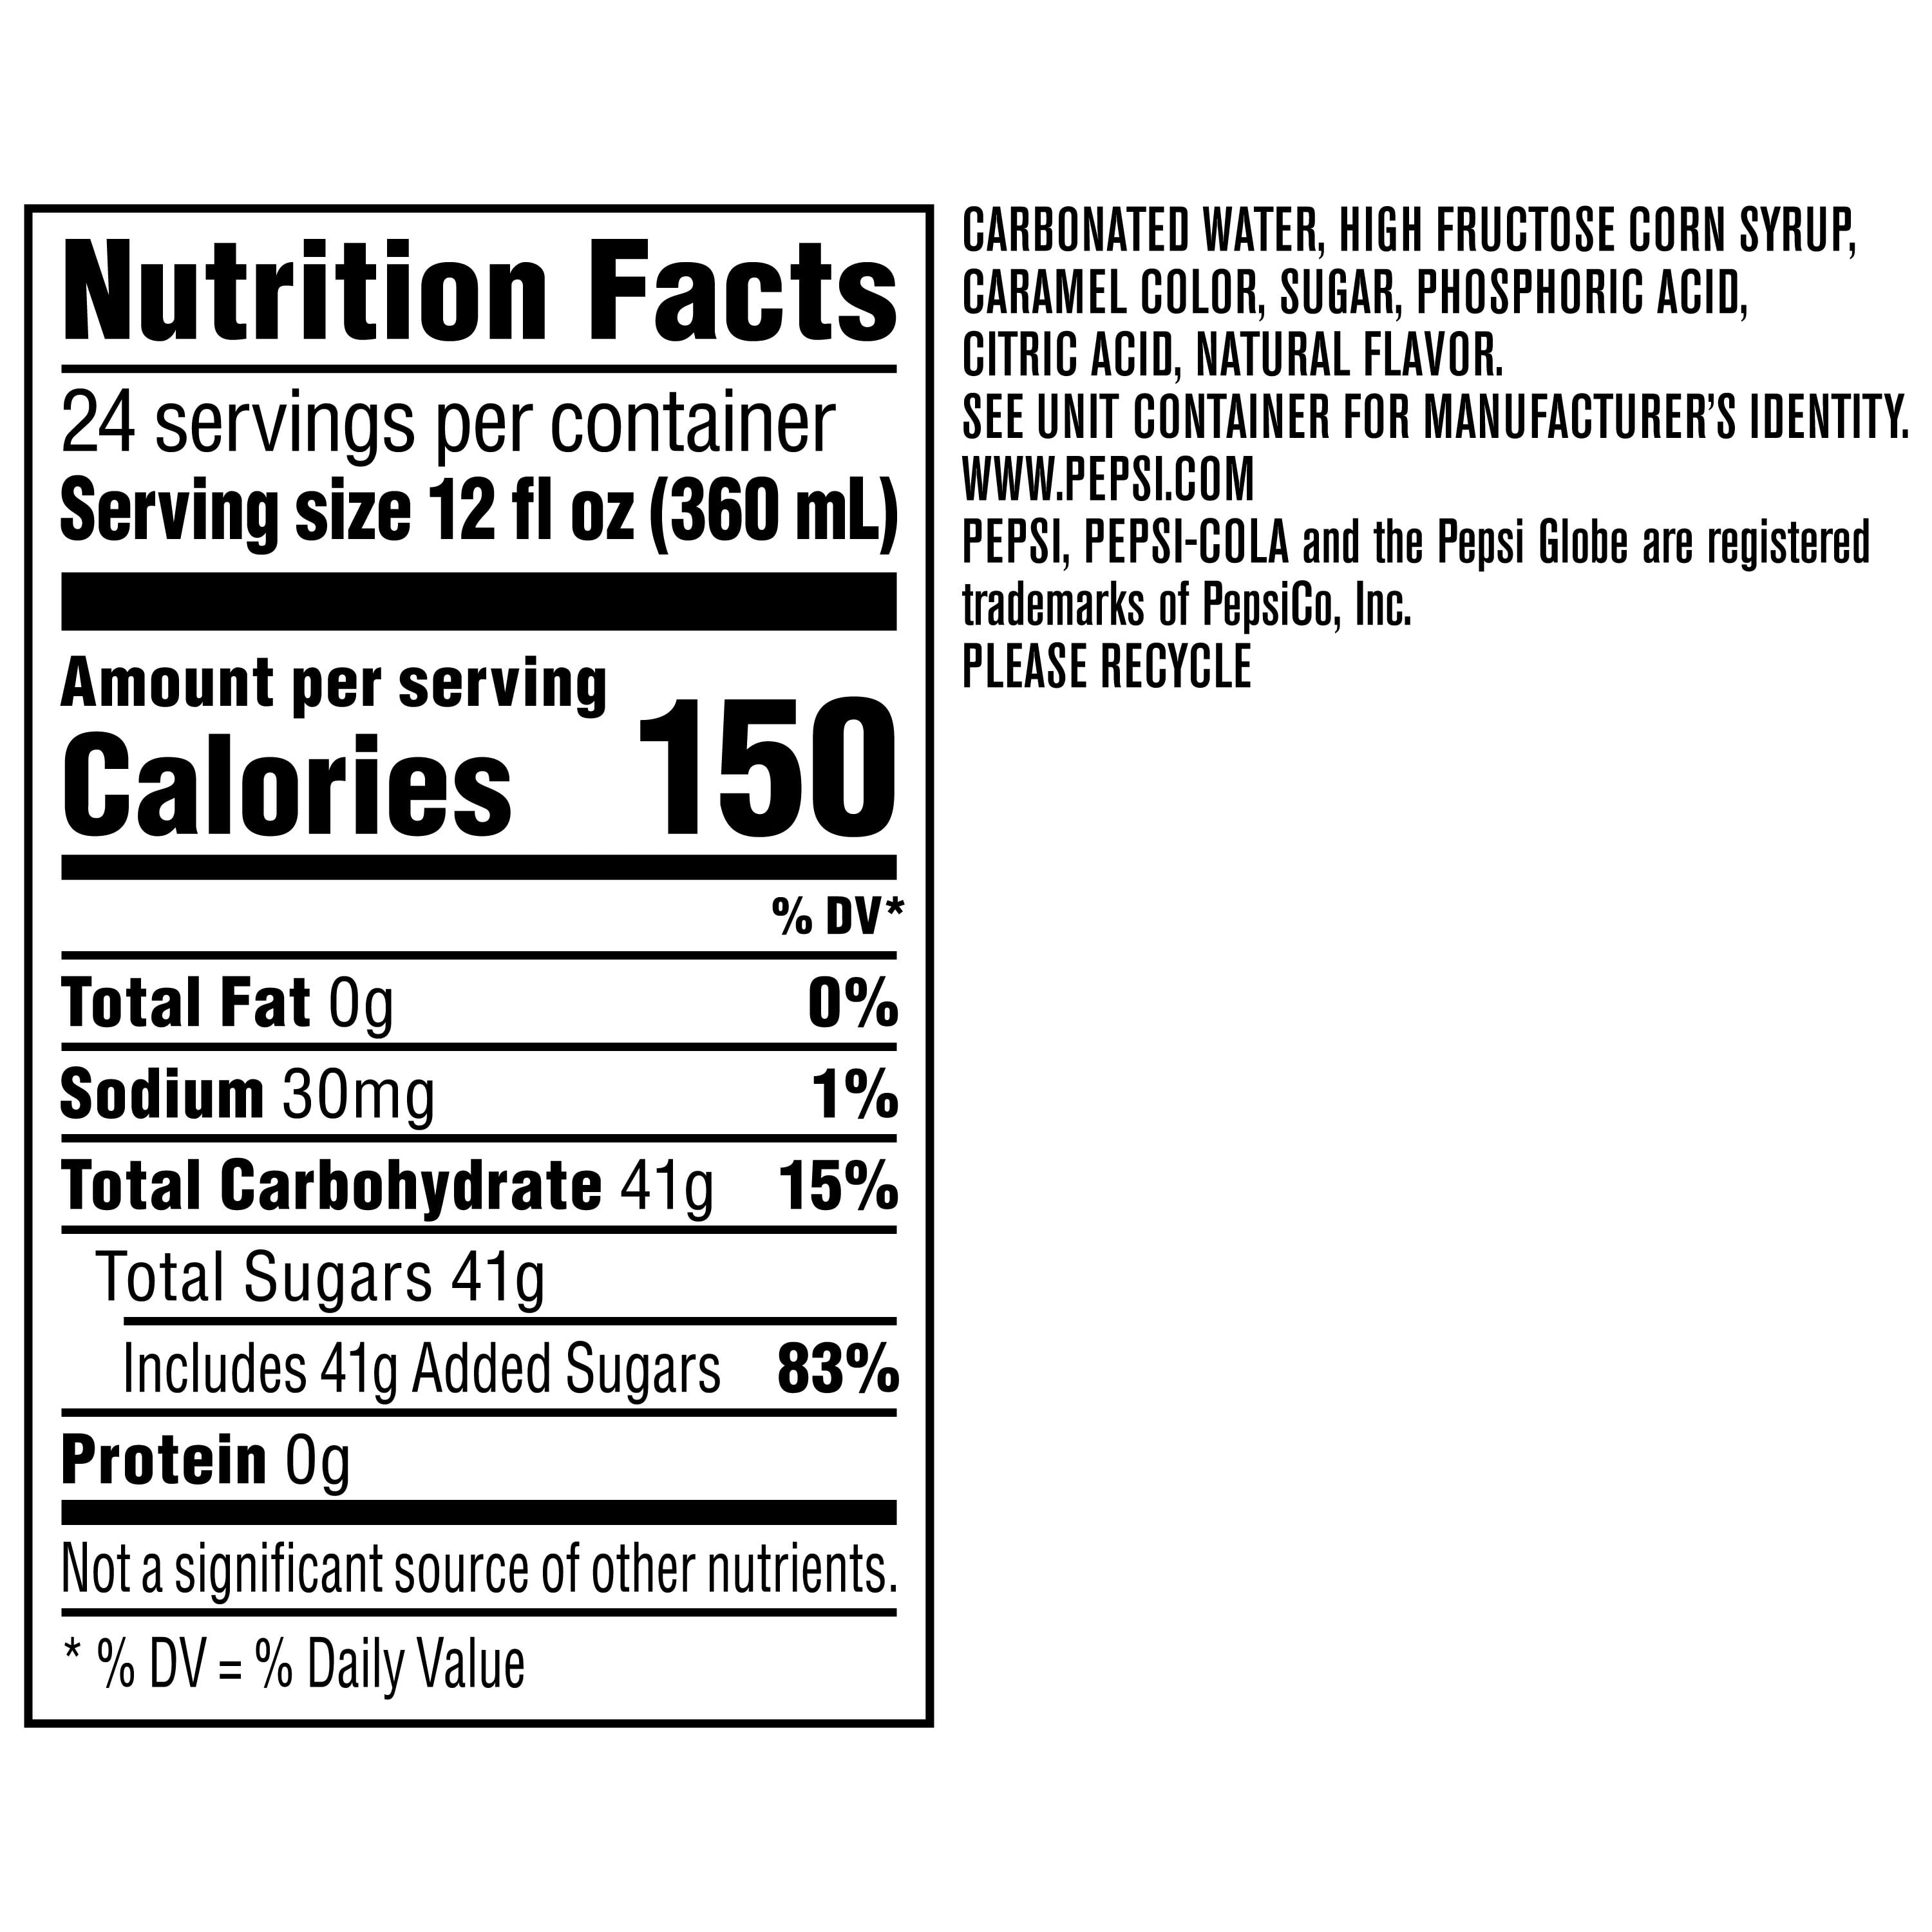 Nutrition Facts
24 servings per container
Serving size 12 fl oz (360 mL)
Amount per serving
Calories 150
% DV*
Total Fat 0g 0%
Sodium 30mg 1%
Total Carbohydrate 41g 15%
Total Sugars 41g
Includes 41g Added Sugars 83%
Protein 0g
Not a significant source of other nutrients.
* % DV = % Daily Value
CARBONATED WATER, HIGH FRUCTOSE CORN SYRUP,
CARAMEL COLOR, SUGAR, PHOSPHORIC ACID,
CITRIC ACID, NATURAL FLAVOR.
SEE UNIT CONTAINER FOR MANUFACTURER’S IDENTITY.
WWW.PEPSI.COM
PEPSI, PEPSI-COLA and the Pepsi Globe are registered
trademarks of PepsiCo, Inc.
PLEASE RECYCLE